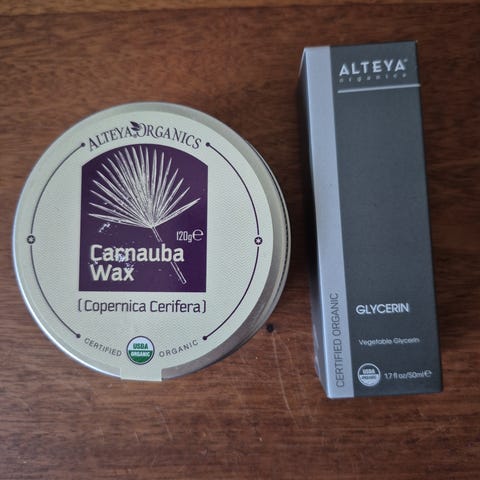 ALTEYA ORGANICS
120g℮
Carnauba
Wax
(Copernica Cerifera)
CERTIFIED
USDA
ORGANIC
ORGANIC
ALTEYA®
organics
CERTIFIED ORGANIC
GLYCERIN
Vegetable Glycerin
USDA
ORGANIC
1.7 fl oz/50ml℮